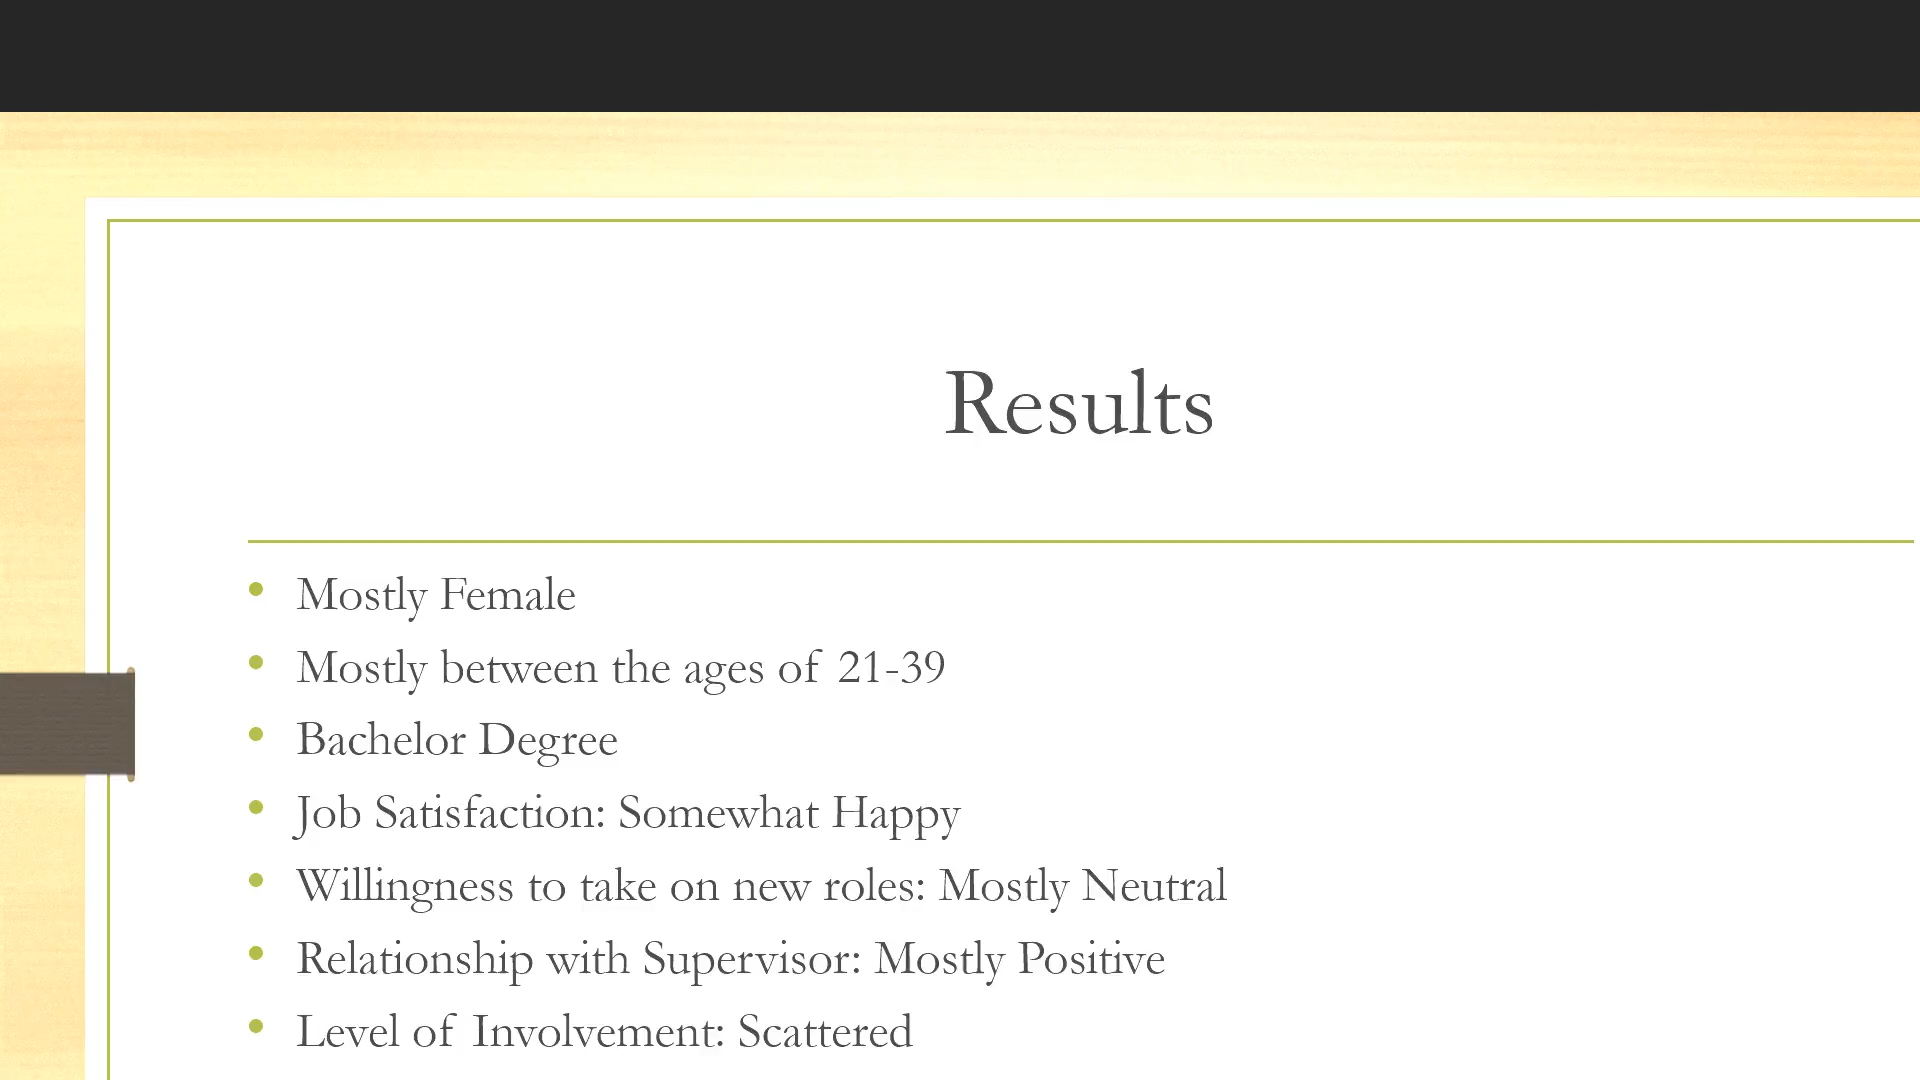 Results
• Mostly Female
• Mostly between the ages of 21-39
• Bachelor Degree
• Job Satisfaction: Somewhat Happy
• Willingness to take on new roles: Mostly Neutral
• Relationship with Supervisor: Mostly Positive
• Level of Involvement: Scattered